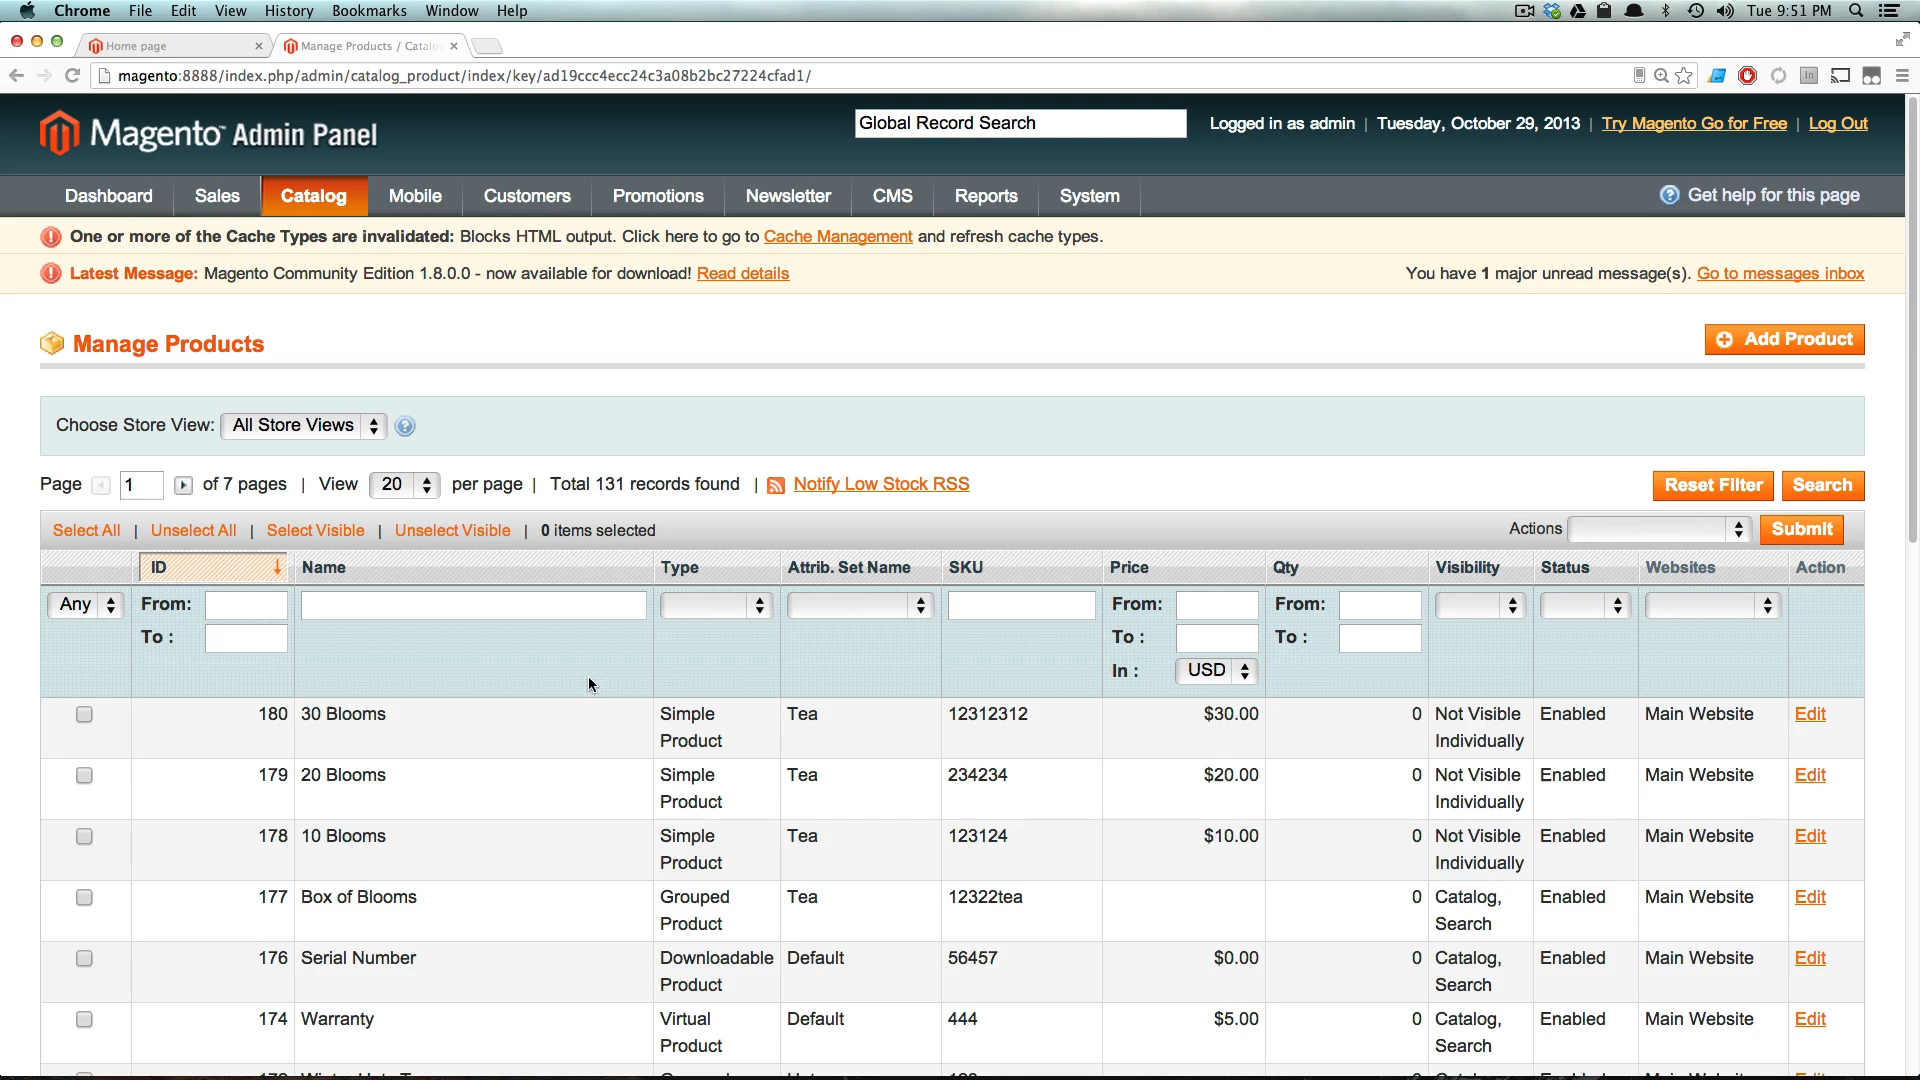 Chrome File Edit View History Bookmarks Window Help Tue 9:51 PM
Home page Manage Products / Catalo
magento:8888/index.php/admin/catalog_product/index/key/ad19ccc4ecc24c3a08b2bc27224cfad1/
Magento Admin Panel Global Record Search Logged in as admin | Tuesday, October 29, 2013 | Try Magento Go for Free | Log Out
Dashboard Sales Catalog Mobile Customers Promotions Newsletter CMS Reports System Get help for this page
One or more of the Cache Types are invalidated: Blocks HTML output. Click here to go to Cache Management and refresh cache types.
Latest Message: Magento Community Edition 1.8.0.0 - now available for download! Read details You have 1 major unread message(s). Go to messages inbox
Manage Products Add Product
Choose Store View: All Store Views
Page 1 of 7 pages | View 20 per page | Total 131 records found | Notify Low Stock RSS Reset Filter Search
Select All | Unselect All | Select Visible | Unselect Visible | 0 items selected Actions Submit
ID Name Type Attrib. Set Name SKU Price Qty Visibility Status Websites Action
Any From: From: From:
To : To : To :
In : USD
180 30 Blooms Simple Product Tea 12312312 $30.00 0 Not Visible Individually Enabled Main Website Edit
179 20 Blooms Simple Product Tea 234234 $20.00 0 Not Visible Individually Enabled Main Website Edit
178 10 Blooms Simple Product Tea 123124 $10.00 0 Not Visible Individually Enabled Main Website Edit
177 Box of Blooms Grouped Product Tea 12322tea 0 Catalog, Search Enabled Main Website Edit
176 Serial Number Downloadable Product Default 56457 $0.00 0 Catalog, Search Enabled Main Website Edit
174 Warranty Virtual Product Default 444 $5.00 0 Catalog, Search Enabled Main Website Edit